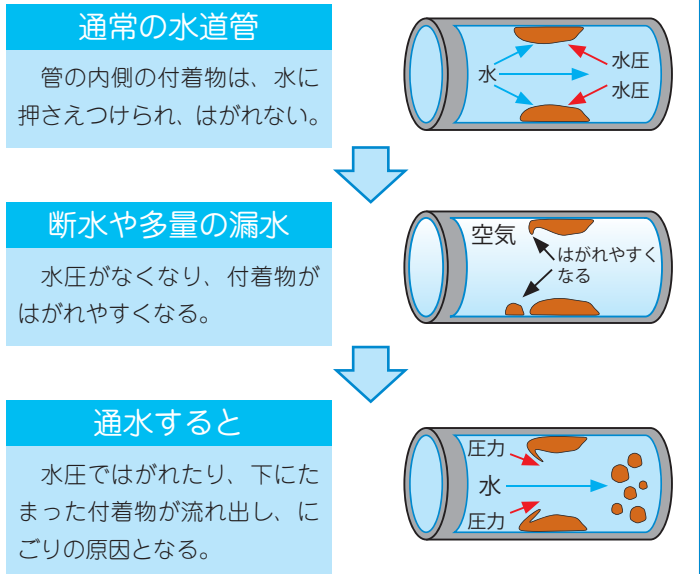 通常の水道管
管の内側の付着物は、水に
押さえつけられ、はがれない。
水
水圧
水圧
断水や多量の漏水
水圧がなくなり、付着物が
はがれやすくなる。
空気
はがれやすく
なる
通水すると
水圧ではがれたり、下にた
まった付着物が流れ出し、に
ごりの原因となる。
圧力
水
圧力